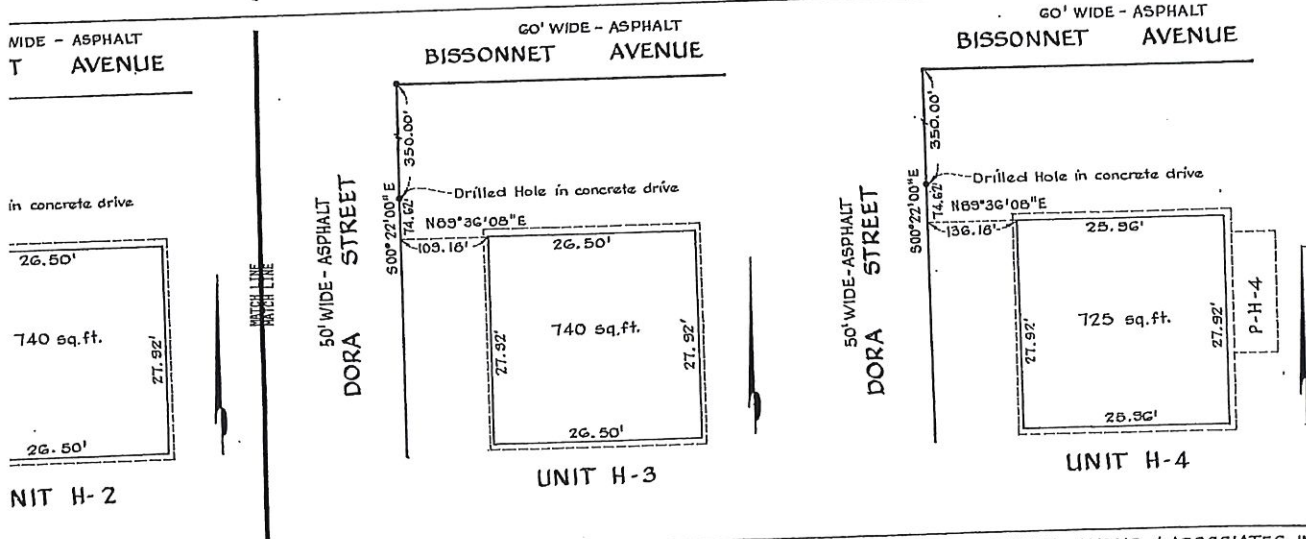 WIDE - ASPHALT
T AVENUE
in concrete drive
26.50'
740 sq.ft.
27.92'
26.50'
NIT H-2
MATCH LINE
MATCH LINE
60' WIDE - ASPHALT
BISSONNET AVENUE
350.00'
Drilled Hole in concrete drive
S00°22'00"E
74.62'
N89°36'08"E
109.18'
50' WIDE - ASPHALT
DORA STREET
26.50'
27.92'
740 sq.ft.
27.92'
26.50'
UNIT H-3
60' WIDE - ASPHALT
BISSONNET AVENUE
350.00'
Drilled Hole in concrete drive
S00°22'00"E
74.62'
N89°36'08"E
136.18'
50' WIDE-ASPHALT
DORA STREET
25.96'
27.92'
725 sq.ft.
27.92'
P-H-4
25.96'
UNIT H-4